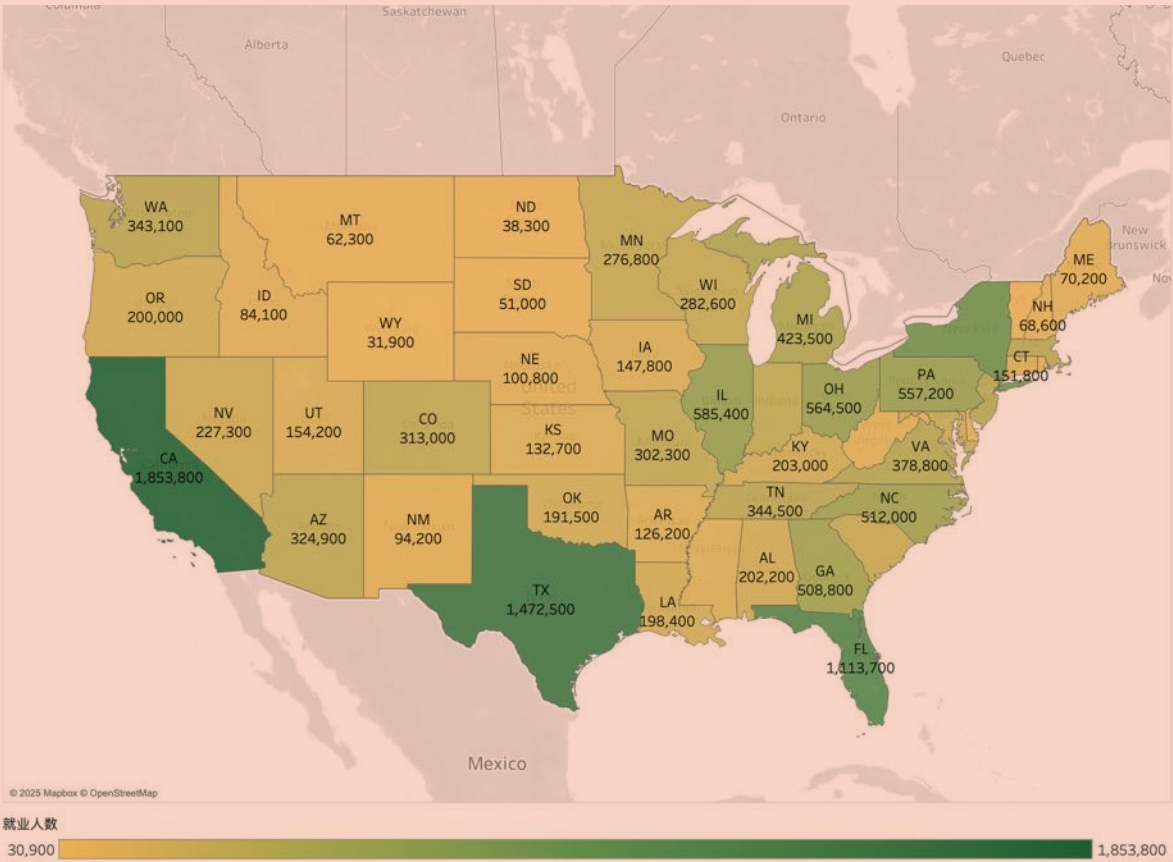 Columbia
Saskatchewan
Alberta
Quebec
Ontario
WA
343,100
MT
62,300
ND
38,300
MN
276,800
New
Brunswick
ME
70,200
OR
200,000
ID
84,100
SD
51,000
WI
282,600
NH
68,600
WY
31,900
MI
423,500
IA
147,800
CT
151,800
NE
100,800
United
States
PA
557,200
NV
227,300
UT
154,200
CO
313,000
IL
585,400
OH
564,500
KS
132,700
MO
302,300
KY
203,000
VA
378,800
CA
1,853,800
TN
344,500
NC
512,000
OK
191,500
AZ
324,900
NM
94,200
AR
126,200
AL
202,200
GA
508,800
TX
1,472,500
LA
198,400
FL
1,113,700
Mexico
© 2025 Mapbox © OpenStreetMap
就业人数
30,900
1,853,800